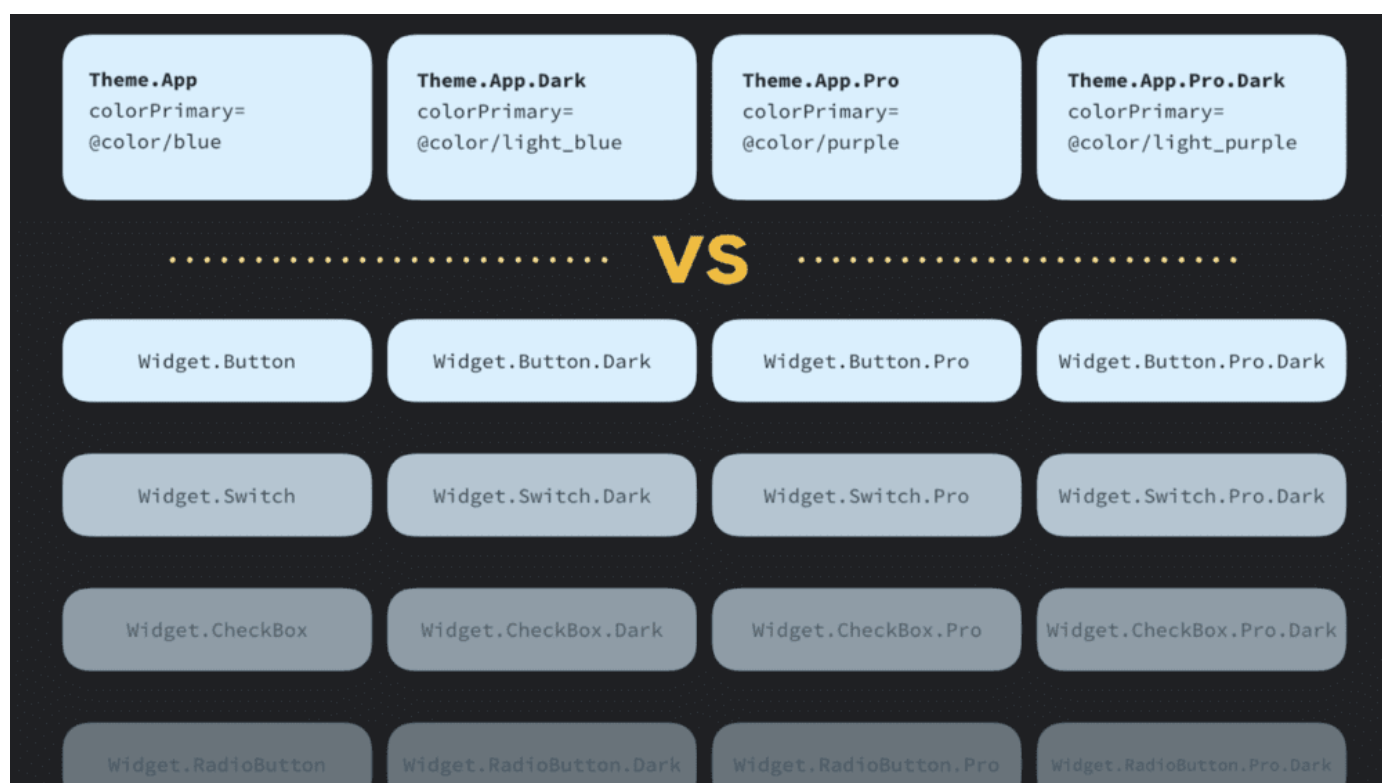 Theme.App
colorPrimary=
@color/blue
Theme.App.Dark
colorPrimary=
@color/light_blue
Theme.App.Pro
colorPrimary=
@color/purple
Theme.App.Pro.Dark
colorPrimary=
@color/light_purple
VS
Widget.Button
Widget.Button.Dark
Widget.Button.Pro
Widget.Button.Pro.Dark
Widget.Switch
Widget.Switch.Dark
Widget.Switch.Pro
Widget.Switch.Pro.Dark
Widget.CheckBox
Widget.CheckBox.Dark
Widget.CheckBox.Pro
Widget.CheckBox.Pro.Dark
Widget.RadioButton
Widget.RadioButton.Dark
Widget.RadioButton.Pro
Widget.RadioButton.Pro.Dark